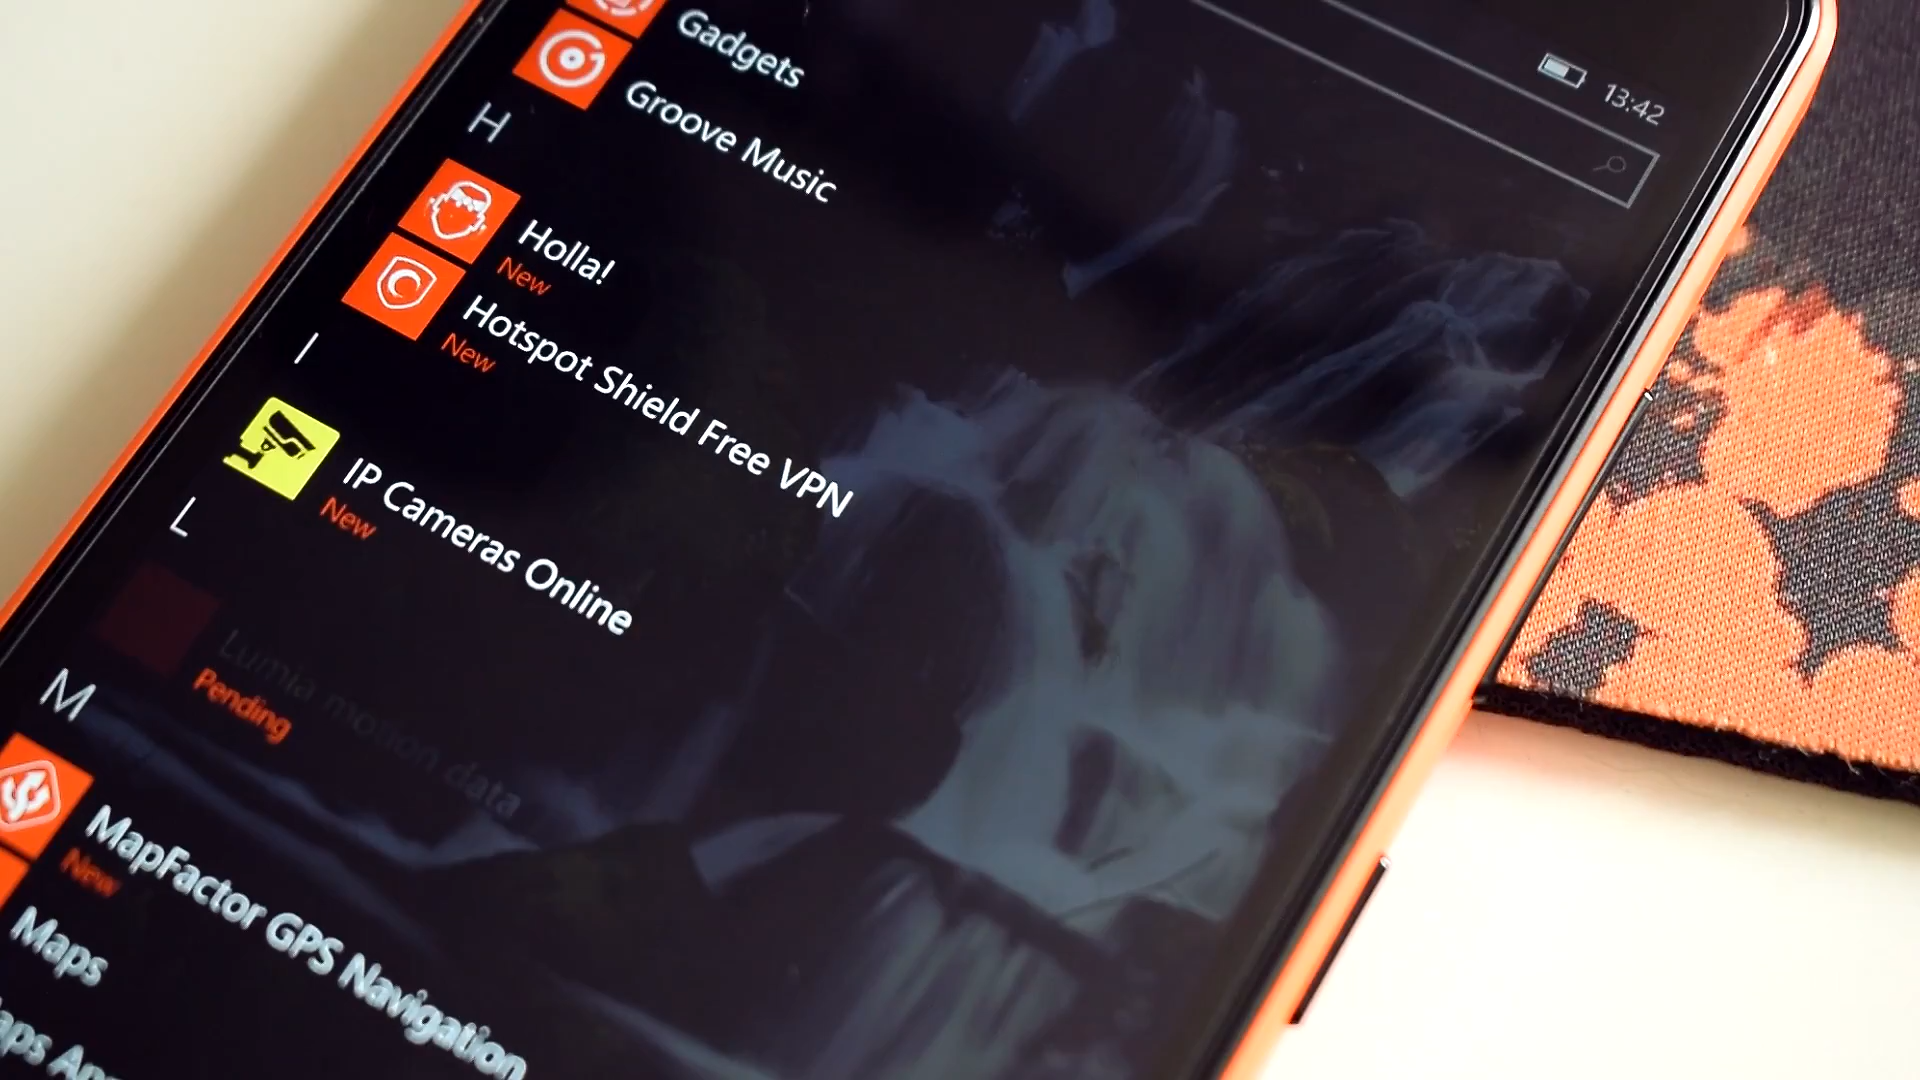 13:42
Gadgets
Groove Music
H
Holla!
New
Hotspot Shield Free VPN
New
I
IP Cameras Online
New
L
Lumia motion data
Pending
M
MapFactor GPS Navigation
New
Maps